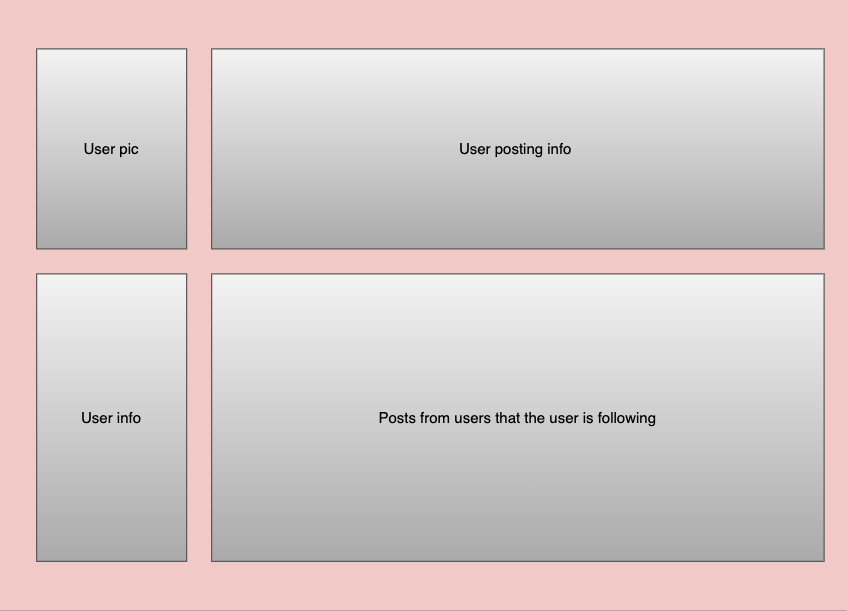 User pic
User posting info
User info
Posts from users that the user is following